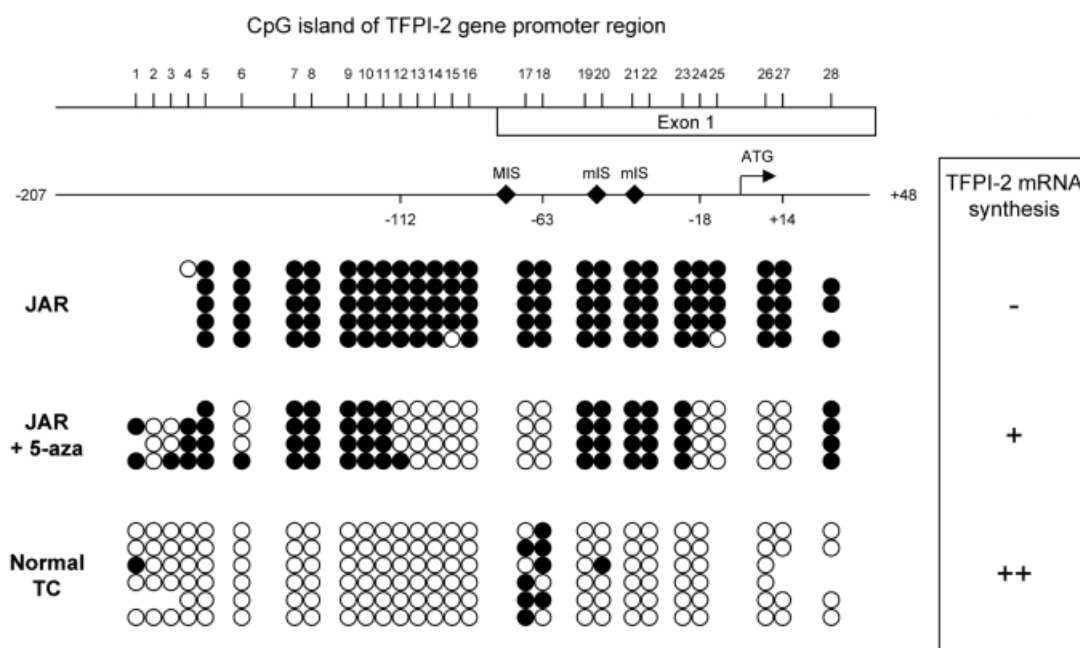 CpG island of TFPI-2 gene promoter region
1 2 3 4 5 6 7 8 9 10 11 12 13 14 15 16 17 18 19 20 21 22 23 24 25 26 27 28
Exon 1
MIS mIS mIS ATG
-207 +48
-112 -63 -18 +14
TFPI-2 mRNA
synthesis
JAR -
JAR
+ 5-aza +
Normal
TC ++